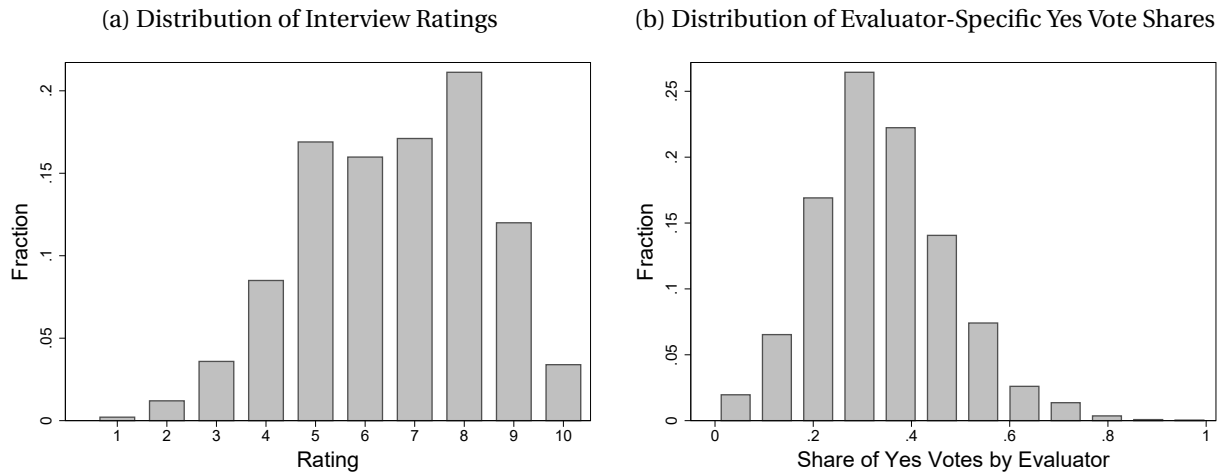 (a) Distribution of Interview Ratings
(b) Distribution of Evaluator-Specific Yes Vote Shares
.2
.15
.1
.05
0
Fraction
1 2 3 4 5 6 7 8 9 10
Rating
.25
.2
.15
.1
.05
0
Fraction
0 .2 .4 .6 .8 1
Share of Yes Votes by Evaluator